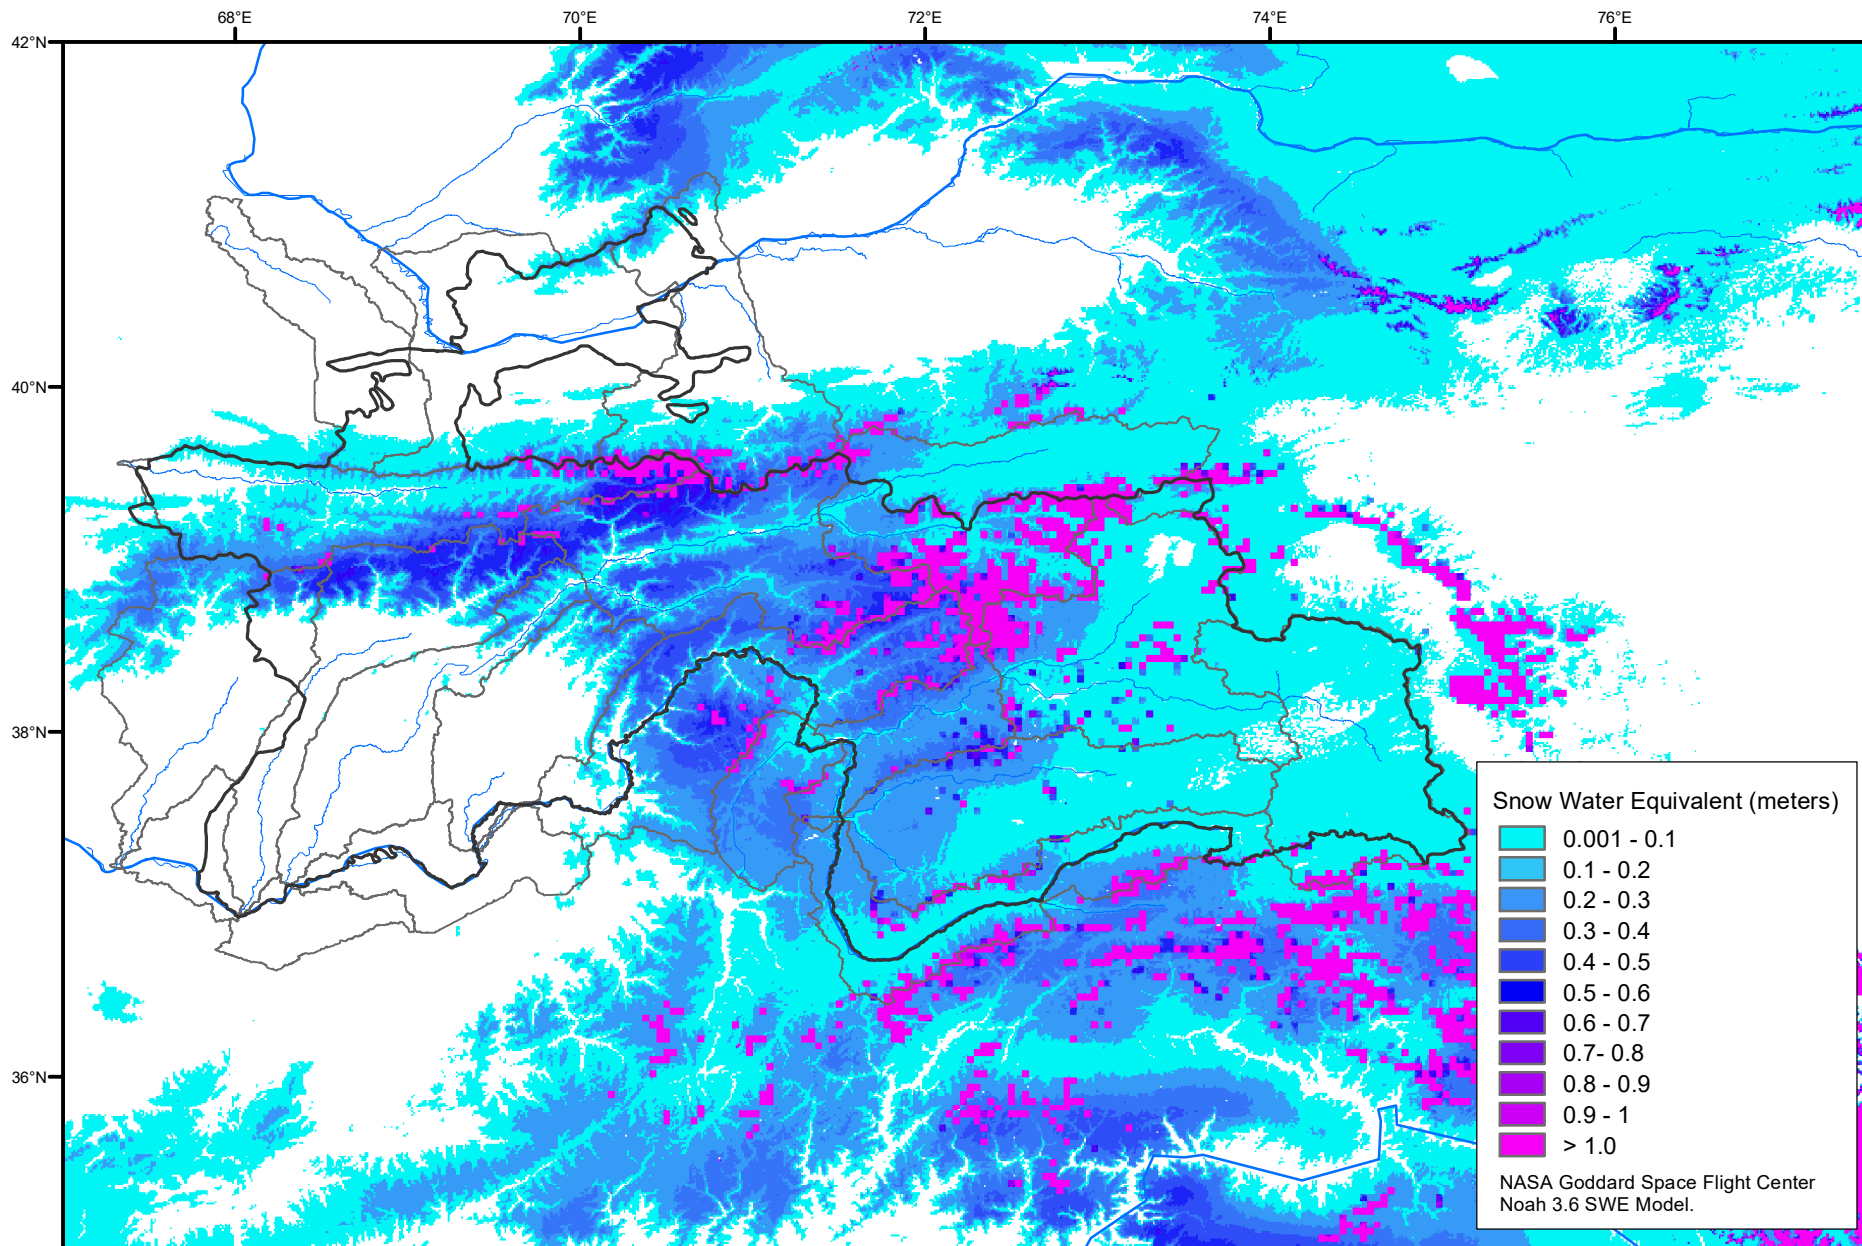 68°E
70°E
72°E
74°E
76°E
42°N
40°N
38°N
36°N
Snow Water Equivalent (meters)
0.001 - 0.1
0.1 - 0.2
0.2 - 0.3
0.3 - 0.4
0.4 - 0.5
0.5 - 0.6
0.6 - 0.7
0.7- 0.8
0.8 - 0.9
0.9 - 1
> 1.0
NASA Goddard Space Flight Center
Noah 3.6 SWE Model.